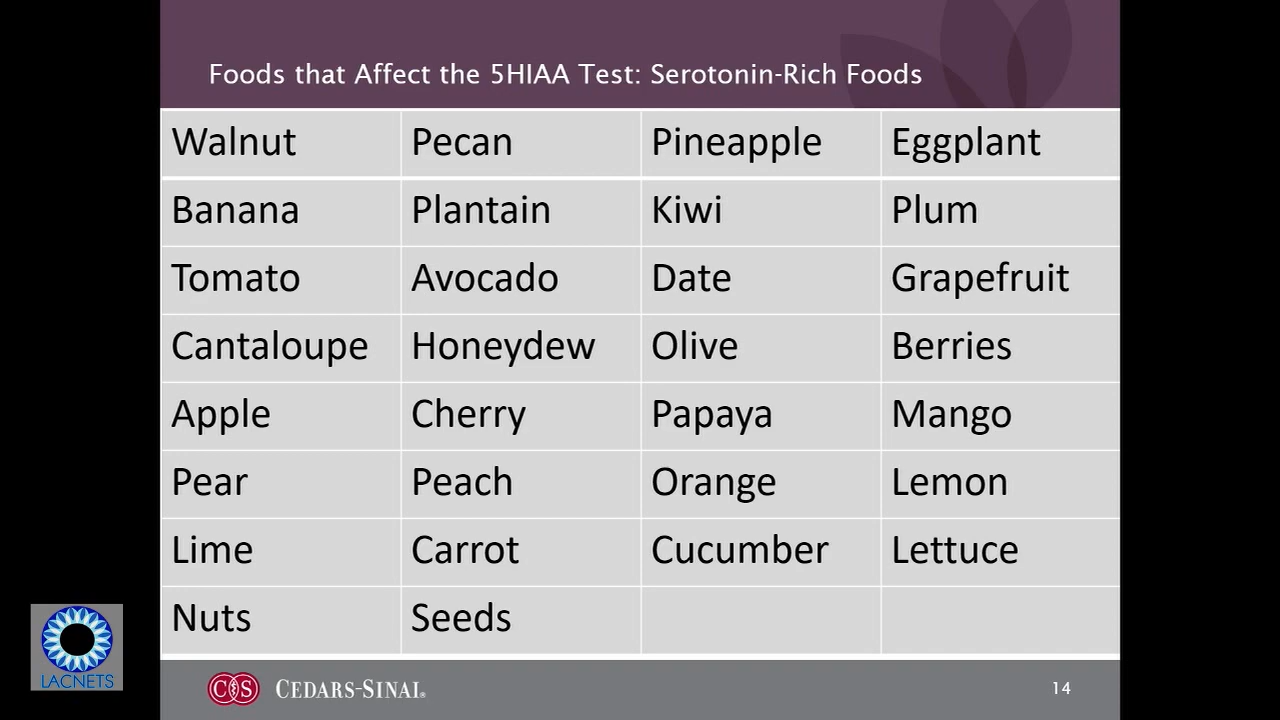 Foods that Affect the 5HIAA Test: Serotonin-Rich Foods
Walnut Pecan Pineapple Eggplant
Banana Plantain Kiwi Plum
Tomato Avocado Date Grapefruit
Cantaloupe Honeydew Olive Berries
Apple Cherry Papaya Mango
Pear Peach Orange Lemon
Lime Carrot Cucumber Lettuce
Nuts Seeds
LACNETS
CS CEDARS-SINAI®
14